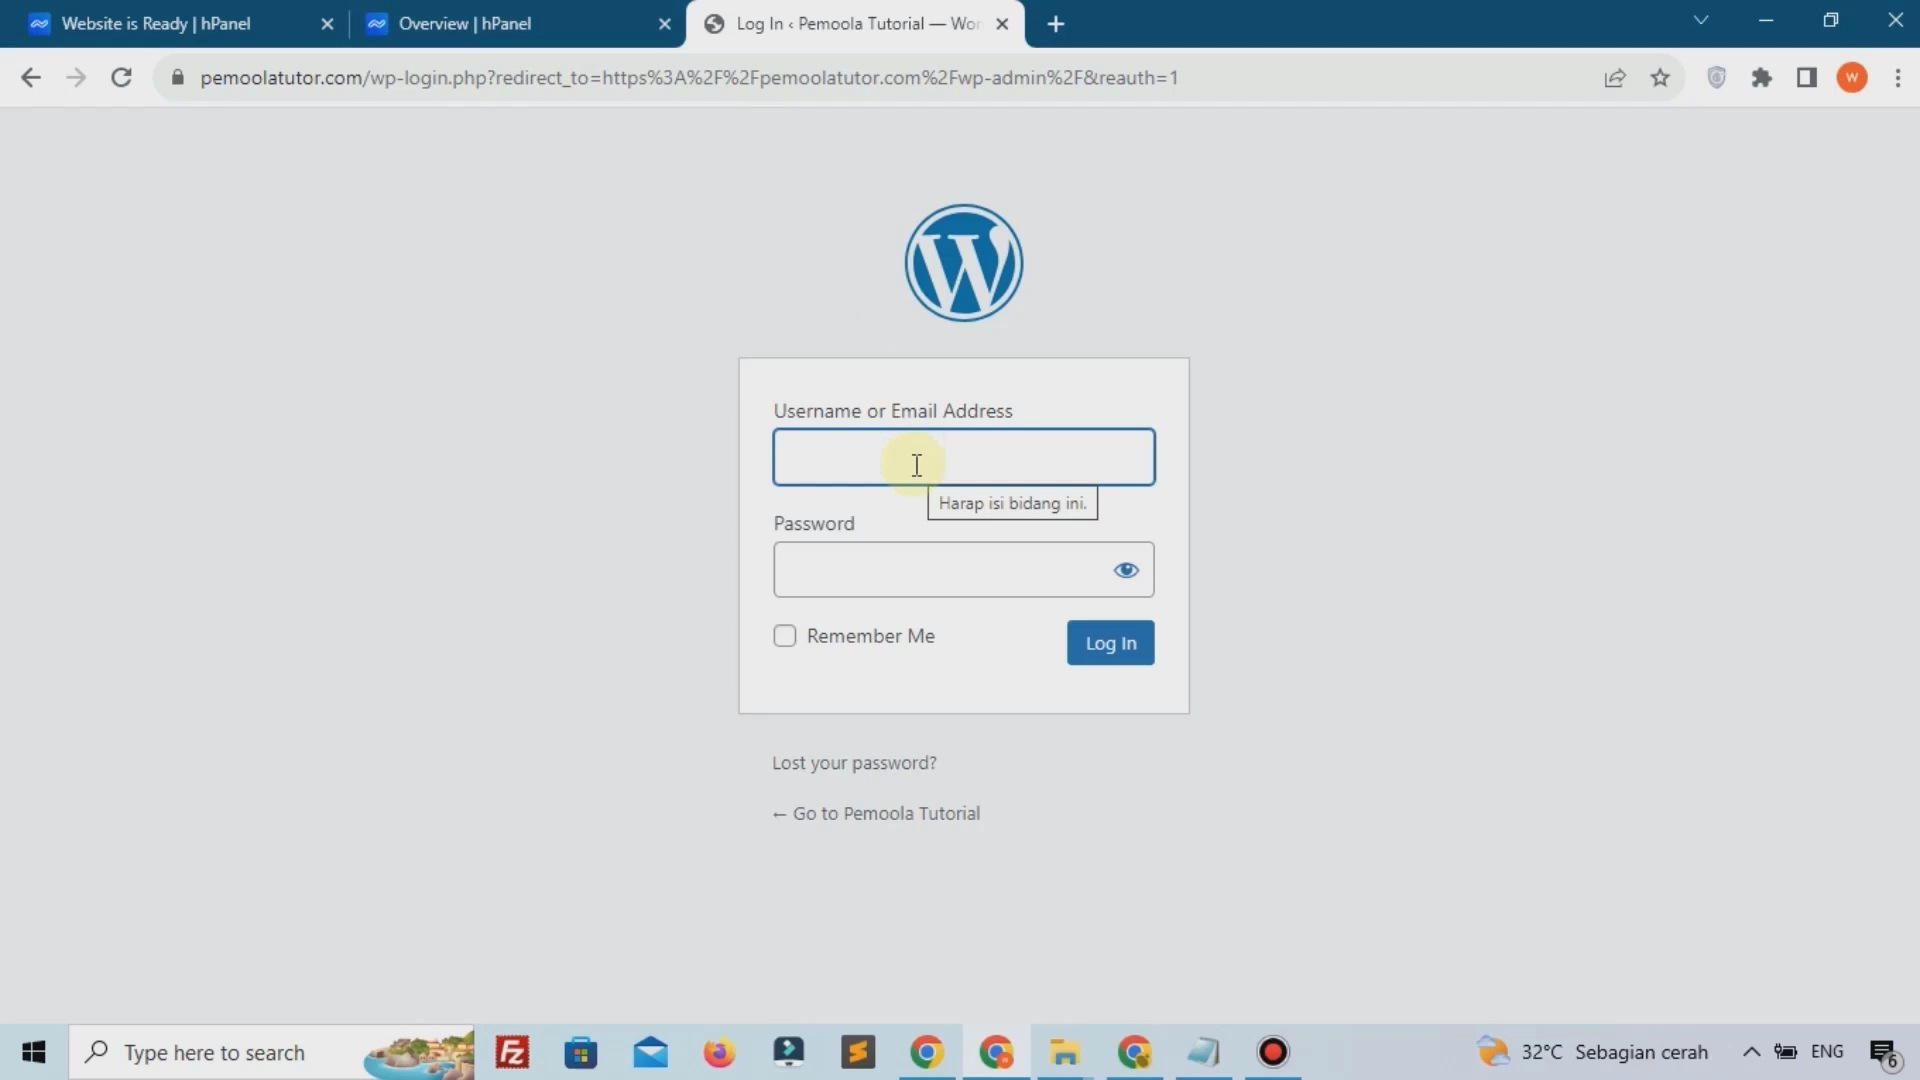 Website is Ready | hPanel
Overview | hPanel
Log In ‹ Pemoola Tutorial — Wor
pemoolatutor.com/wp-login.php?redirect_to=https%3A%2F%2Fpemoolatutor.com%2Fwp-admin%2F&reauth=1
W
W
Username or Email Address
Harap isi bidang ini.
Password
Remember Me
Log In
Lost your password?
← Go to Pemoola Tutorial
Type here to search
Fz
32°C Sebagian cerah
ENG
6